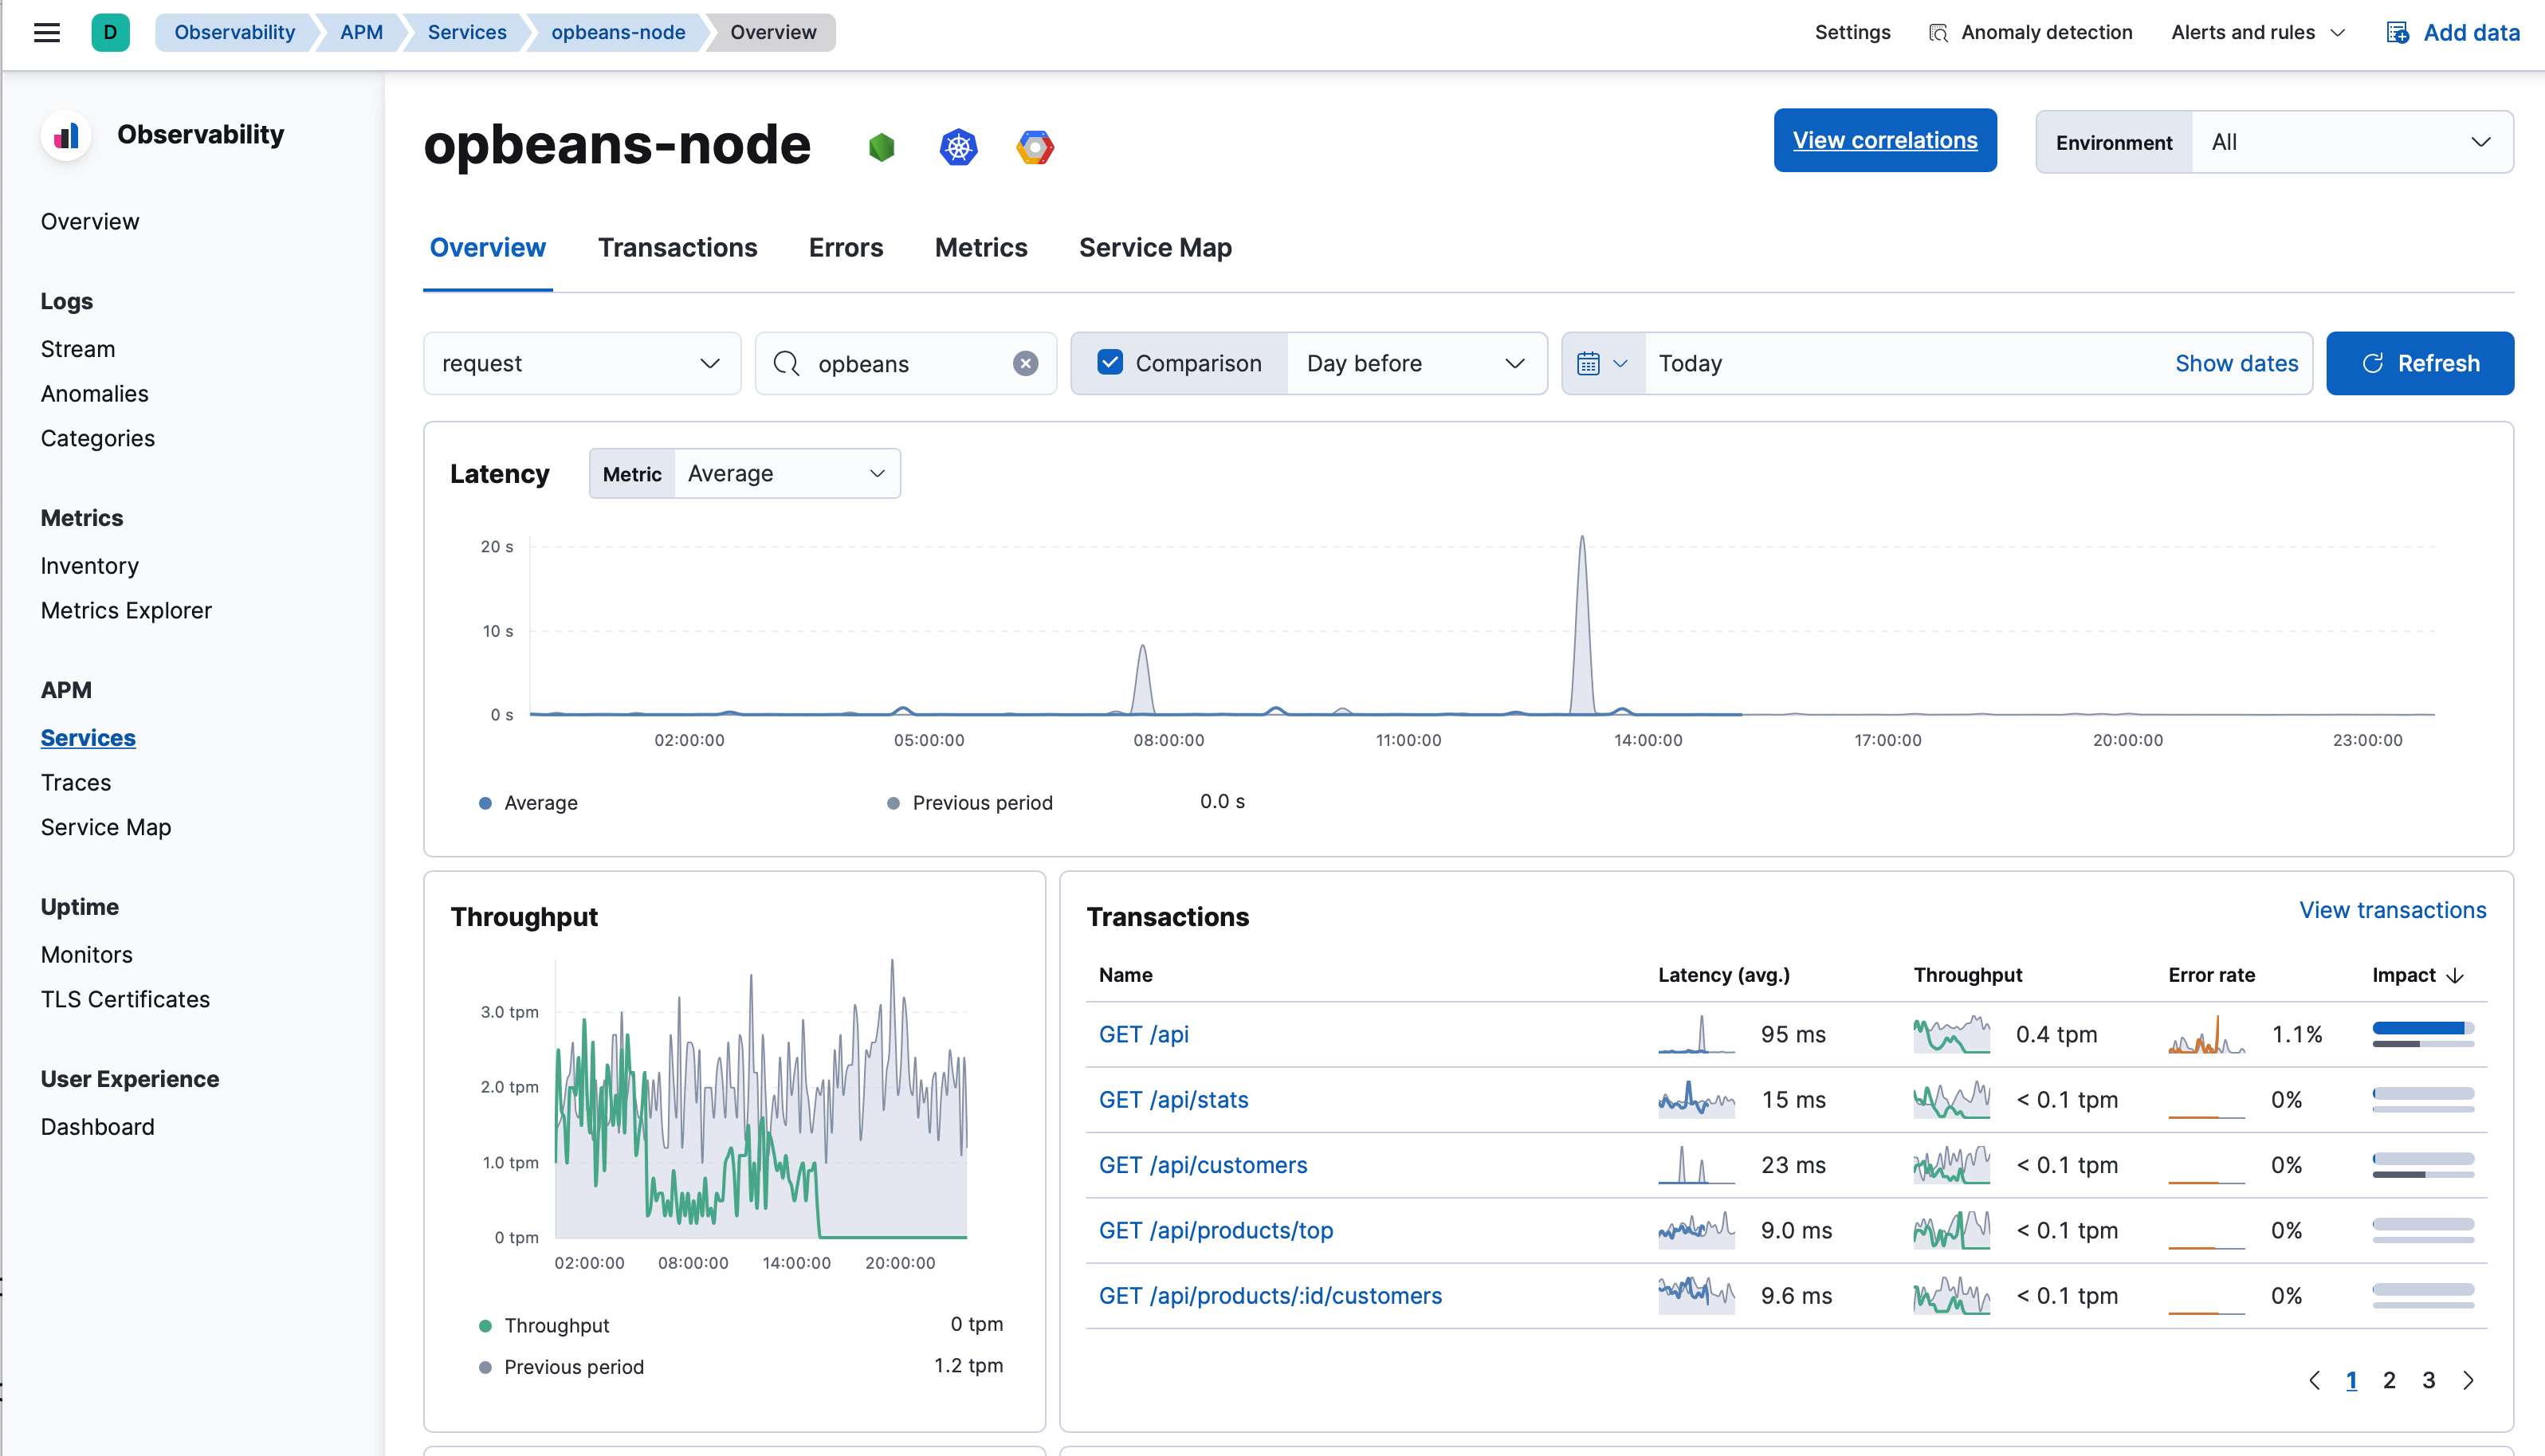 D Observability APM Services opbeans-node Overview Settings Anomaly detection Alerts and rules Add data
Observability
Overview
Logs
Stream
Anomalies
Categories
Metrics
Inventory
Metrics Explorer
APM
Services
Traces
Service Map
Uptime
Monitors
TLS Certificates
User Experience
Dashboard
opbeans-node View correlations Environment All
Overview Transactions Errors Metrics Service Map
request opbeans Comparison Day before Today Show dates Refresh
Latency Metric Average
20 s
10 s
0 s
02:00:00 05:00:00 08:00:00 11:00:00 14:00:00 17:00:00 20:00:00 23:00:00
Average Previous period 0.0 s
Throughput
3.0 tpm
2.0 tpm
1.0 tpm
0 tpm
02:00:00 08:00:00 14:00:00 20:00:00
Throughput 0 tpm
Previous period 1.2 tpm
Transactions View transactions
Name Latency (avg.) Throughput Error rate Impact
GET /api 95 ms 0.4 tpm 1.1%
GET /api/stats 15 ms < 0.1 tpm 0%
GET /api/customers 23 ms < 0.1 tpm 0%
GET /api/products/top 9.0 ms < 0.1 tpm 0%
GET /api/products/:id/customers 9.6 ms < 0.1 tpm 0%
1 2 3